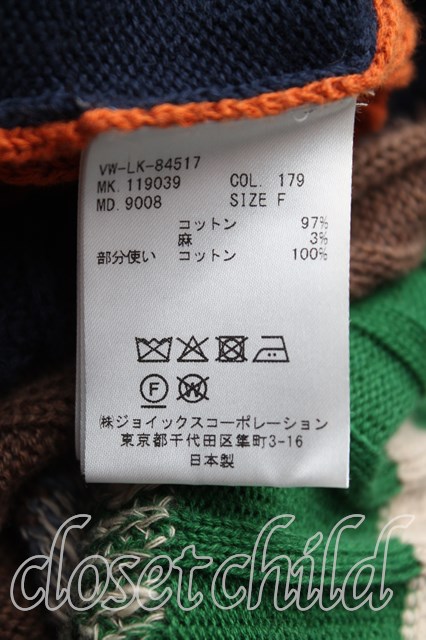 VW-LK-84517
MK. 119039 COL. 179
MD. 9008 SIZE F
コットン 97%
麻 3%
部分使い コットン 100%
F W
㈱ジョイックスコーポレーション
東京都千代田区隼町3-16
日本製
closet child